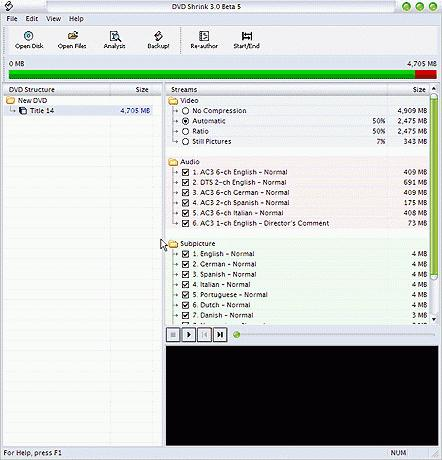 DVD Shrink 3.0 Beta 5
File Edit View Help
Open Disk Open Files Analysis Backup! Re-author Start/End
0 MB 4,705 MB
DVD Structure Size Streams Size
New DVD
Title 14 4,705 MB
Video
No Compression 4,909 MB
Automatic 50% 2,475 MB
Ratio 50% 2,475 MB
Still Pictures 7% 343 MB
Audio
1. AC3 6-ch English - Normal 409 MB
2. DTS 2-ch English - Normal 691 MB
3. AC3 6-ch German - Normal 409 MB
4. AC3 2-ch Spanish - Normal 175 MB
5. AC3 6-ch Italian - Normal 408 MB
6. AC3 1-ch English - Director's Comment 73 MB
Subpicture
1. English - Normal 4 MB
2. German - Normal 4 MB
3. Spanish - Normal 4 MB
4. Italian - Normal 4 MB
5. Portuguese - Normal 4 MB
6. Dutch - Normal 4 MB
7. Danish - Normal 3 MB
For Help, press F1 NUM